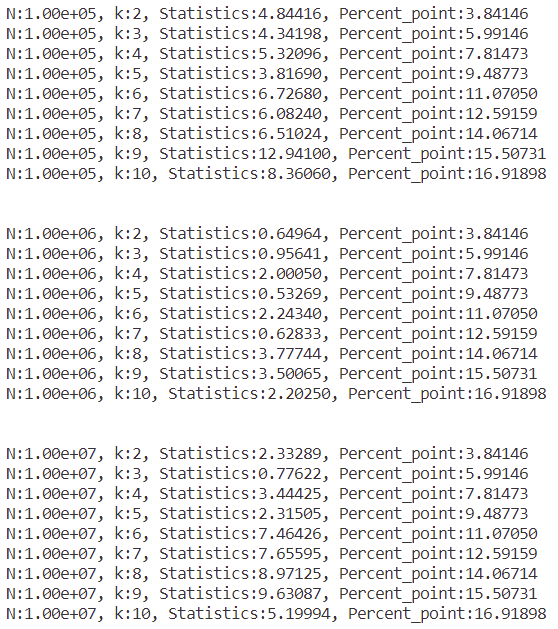 N:1.00e+05, k:2, Statistics:4.84416, Percent_point:3.84146
N:1.00e+05, k:3, Statistics:4.34198, Percent_point:5.99146
N:1.00e+05, k:4, Statistics:5.32096, Percent_point:7.81473
N:1.00e+05, k:5, Statistics:3.81690, Percent_point:9.48773
N:1.00e+05, k:6, Statistics:6.72680, Percent_point:11.07050
N:1.00e+05, k:7, Statistics:6.08240, Percent_point:12.59159
N:1.00e+05, k:8, Statistics:6.51024, Percent_point:14.06714
N:1.00e+05, k:9, Statistics:12.94100, Percent_point:15.50731
N:1.00e+05, k:10, Statistics:8.36060, Percent_point:16.91898
N:1.00e+06, k:2, Statistics:0.64964, Percent_point:3.84146
N:1.00e+06, k:3, Statistics:0.95641, Percent_point:5.99146
N:1.00e+06, k:4, Statistics:2.00050, Percent_point:7.81473
N:1.00e+06, k:5, Statistics:0.53269, Percent_point:9.48773
N:1.00e+06, k:6, Statistics:2.24340, Percent_point:11.07050
N:1.00e+06, k:7, Statistics:0.62833, Percent_point:12.59159
N:1.00e+06, k:8, Statistics:3.77744, Percent_point:14.06714
N:1.00e+06, k:9, Statistics:3.50065, Percent_point:15.50731
N:1.00e+06, k:10, Statistics:2.20250, Percent_point:16.91898
N:1.00e+07, k:2, Statistics:2.33289, Percent_point:3.84146
N:1.00e+07, k:3, Statistics:0.77622, Percent_point:5.99146
N:1.00e+07, k:4, Statistics:3.44425, Percent_point:7.81473
N:1.00e+07, k:5, Statistics:2.31505, Percent_point:9.48773
N:1.00e+07, k:6, Statistics:7.46426, Percent_point:11.07050
N:1.00e+07, k:7, Statistics:7.65595, Percent_point:12.59159
N:1.00e+07, k:8, Statistics:8.97125, Percent_point:14.06714
N:1.00e+07, k:9, Statistics:9.63087, Percent_point:15.50731
N:1.00e+07, k:10, Statistics:5.19994, Percent_point:16.91898